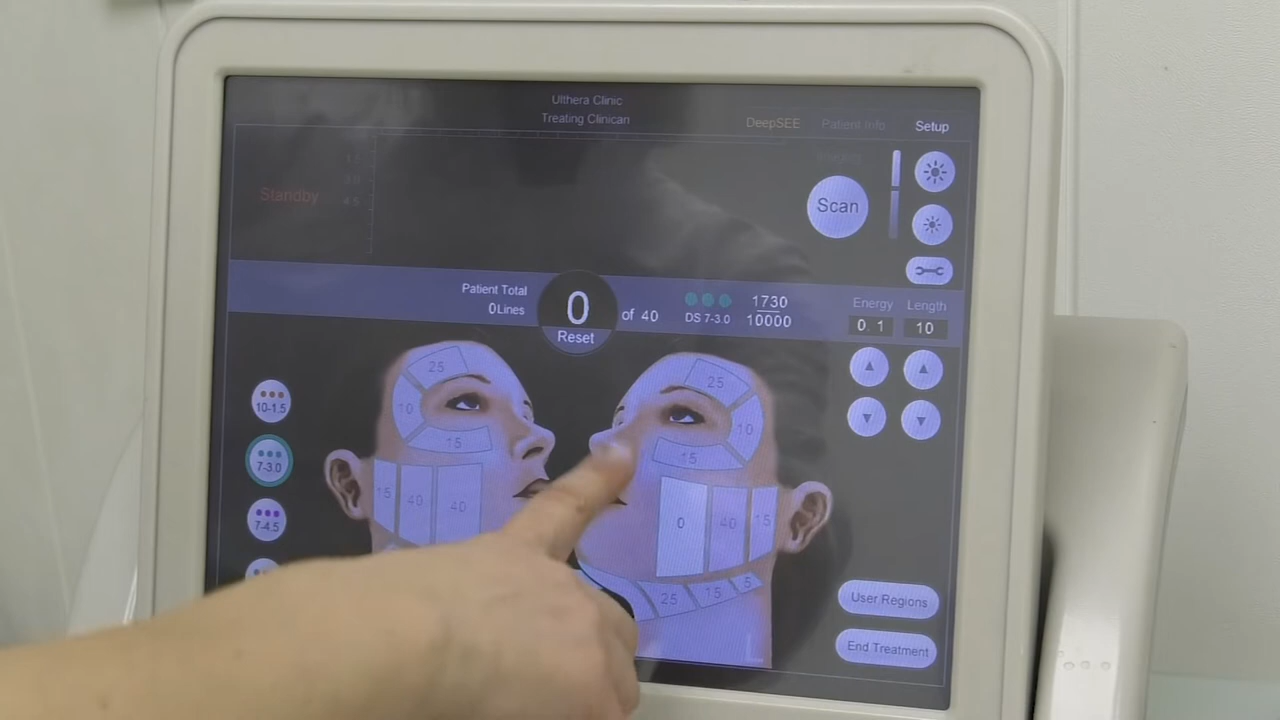 Ulthera Clinic
Treating Clinican
DeepSEE Patient Info Setup
Standby
Scan
Patient Total
0Lines
0
Reset
of 40
DS 7-3.0
1730
10000
Energy Length
0.1 10
25
10
15
15 40 40
25
10
15
0 40 15
25 15 5
10-1.5
7-3.0
7-4.5
User Regions
End Treatment
L